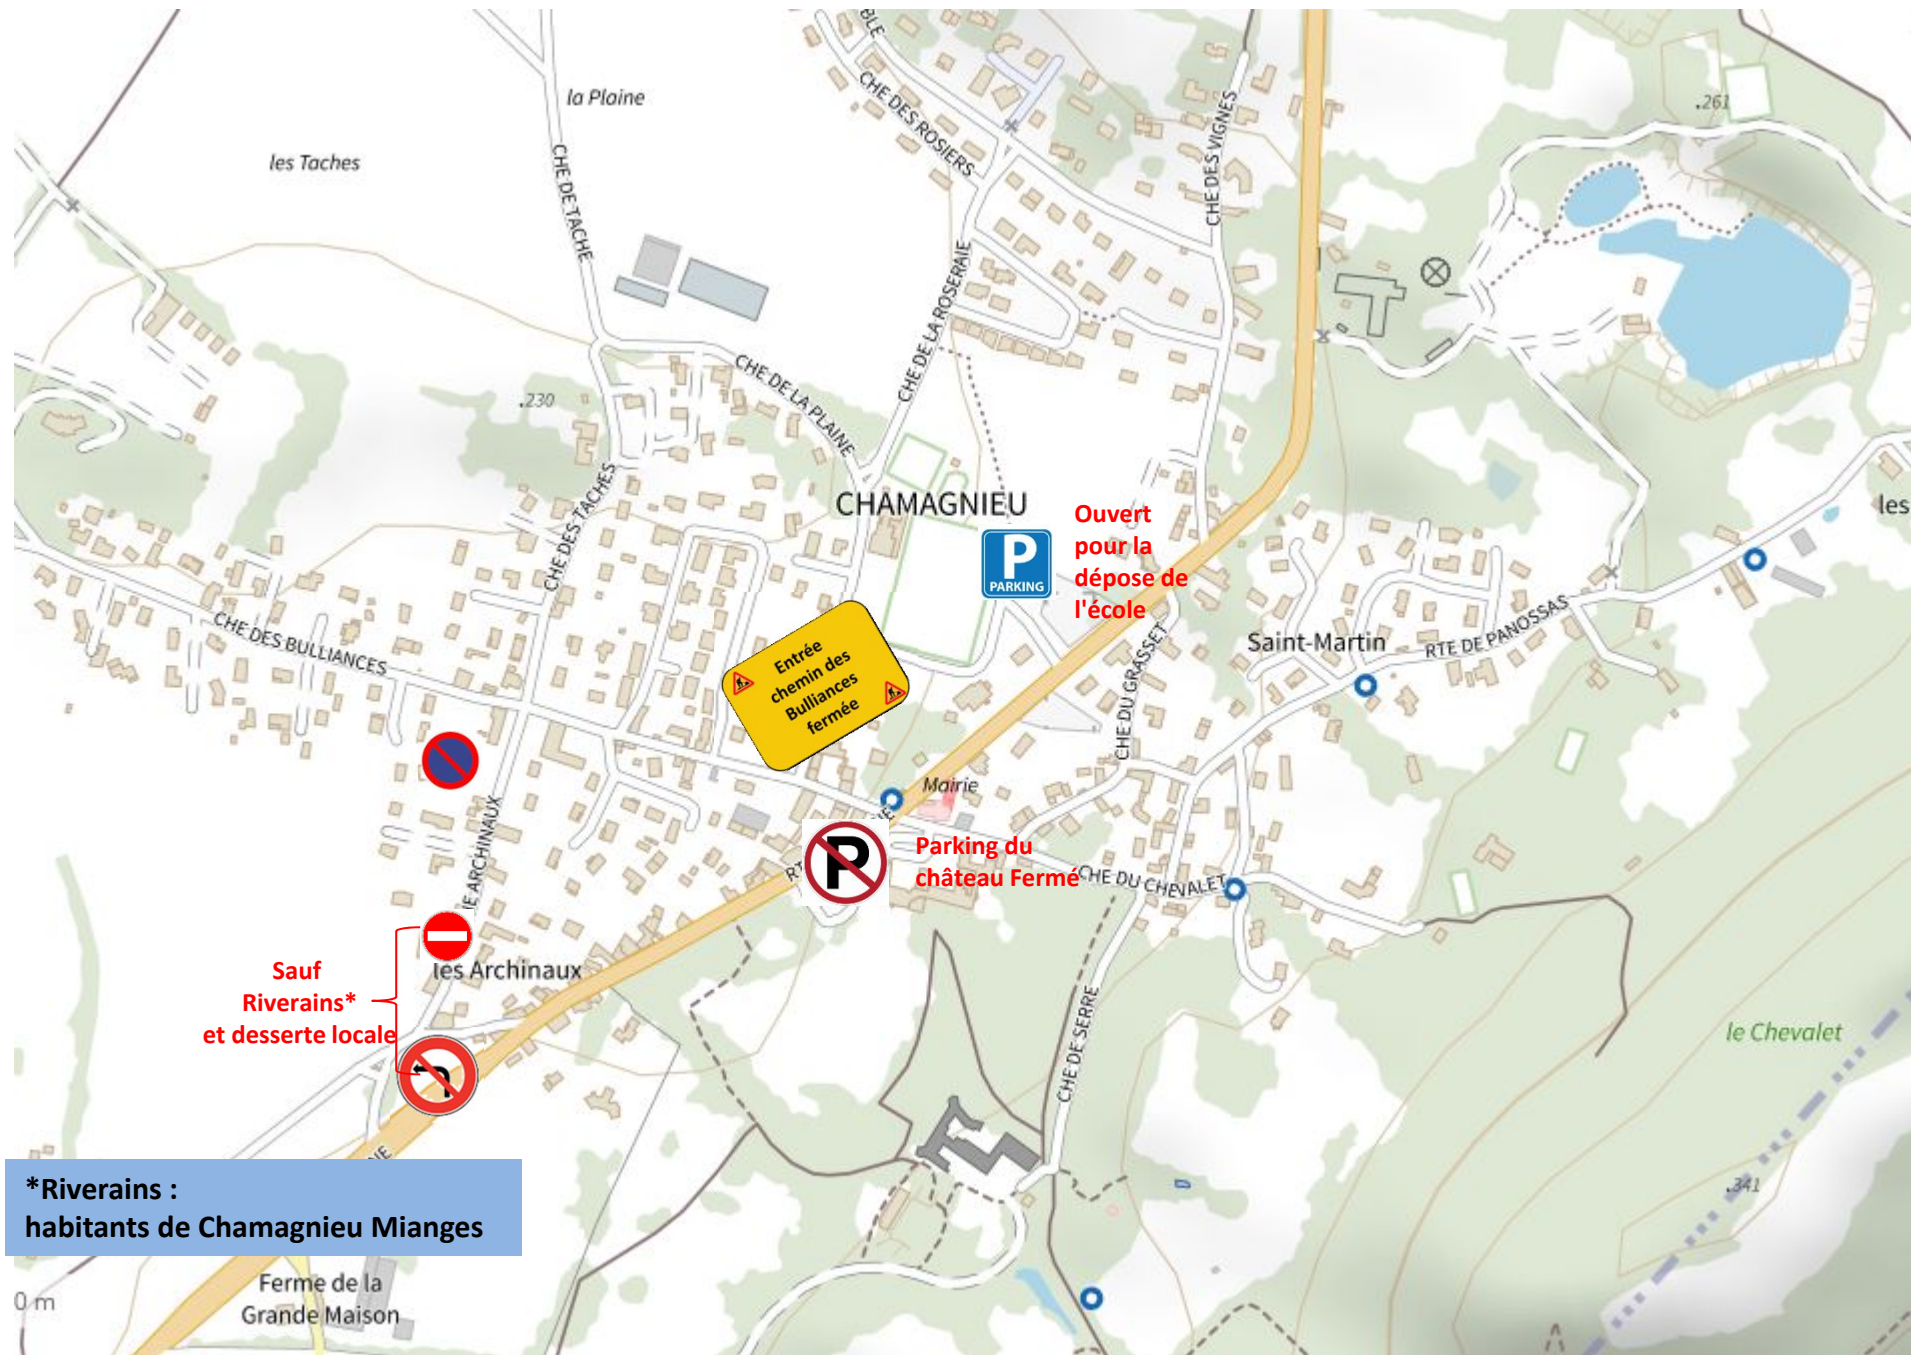 BLE
la Plaine
CHE DES ROSIERS
.261
les Taches
CHE DE TACHE
CHE DES VIGNES
CHE DE LA ROSERAIE
CHE DE LA PLAINE
.230
CHE DES TACHES
CHAMAGNIEU
P
PARKING
Ouvert
pour la
dépose de
l'école
les
CHE DES BULLIANCES
Entrée
chemin des
Bulliances
fermée
CHE DU GRASSET
Saint-Martin
RTE DE PANOSSAS
Mairie
P
Parking du
château Fermé
CHE DU CHEVALET
E ARCHINAUX
Sauf
Riverains*
et desserte locale
les Archinaux
CHE DE SERRE
le Chevalet
*Riverains :
habitants de Chamagnieu Mianges
.341
Ferme de la
Grande Maison
0 m